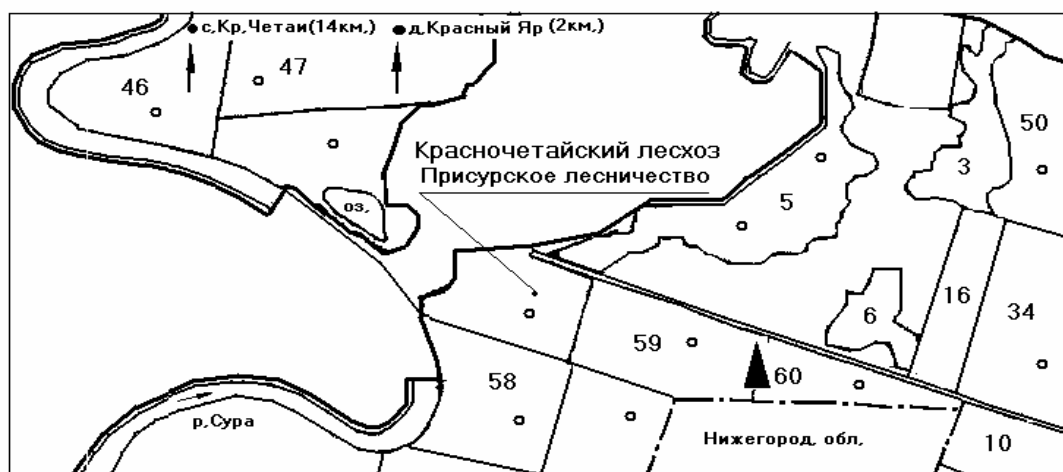 с,Кр,Четаи(14км,)
д,Красный Яр (2км,)
46
47
50
3
Красночетайский лесхоз
Присурское лесничество
5
оз,
16
34
6
59
60
58
р,Сура
Нижегород, обл,
10